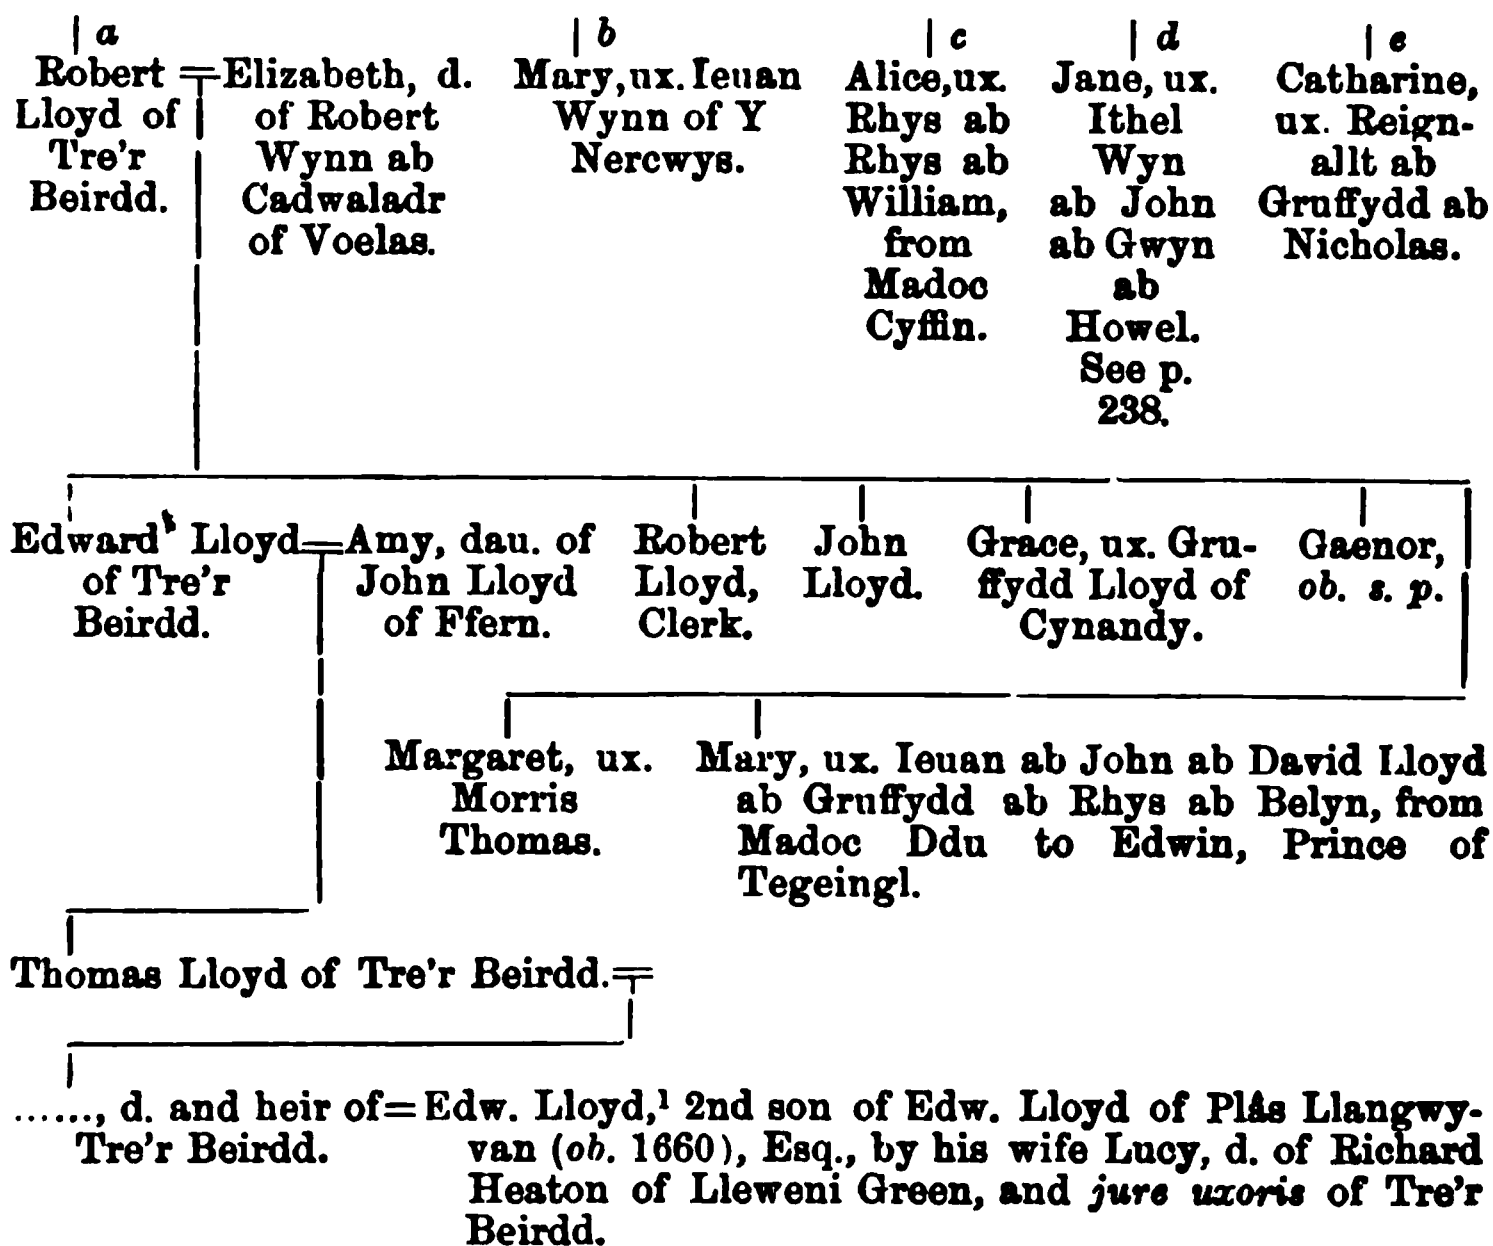 a
Robert
Lloyd of
Tre'r
Beirdd.
Elizabeth, d.
of Robert
Wynn ab
Cadwaladr
of Voelas.
b
Mary, ux. Ieuan
Wynn of Y
Nercwys.
c
Alice, ux.
Rhys ab
Rhys ab
William,
from
Madoc
Cyffin.
d
Jane, ux.
Ithel
Wyn
ab John
ab Gwyn
ab
Howel.
See p.
238.
e
Catharine,
ux. Reign-
allt ab
Gruffydd ab
Nicholas.
Edward Lloyd
of Tre'r
Beirdd.
=Amy, dau. of
John Lloyd
of Ffern.
Robert
Lloyd,
Clerk.
John
Lloyd.
Grace, ux. Gru-
ffydd Lloyd of
Cynandy.
Gaenor,
ob. s. p.
Margaret, ux.
Morris
Thomas.
Mary, ux. Ieuan ab John ab David Lloyd
ab Gruffydd ab Rhys ab Belyn, from
Madoc Ddu to Edwin, Prince of
Tegeingl.
Thomas Lloyd of Tre'r Beirdd.=
......, d. and heir of=
Tre'r Beirdd.
Edw. Lloyd,¹ 2nd son of Edw. Lloyd of Plâs Llangwy-
van (ob. 1660), Esq., by his wife Lucy, d. of Richard
Heaton of Lleweni Green, and jure uxoris of Tre'r
Beirdd.